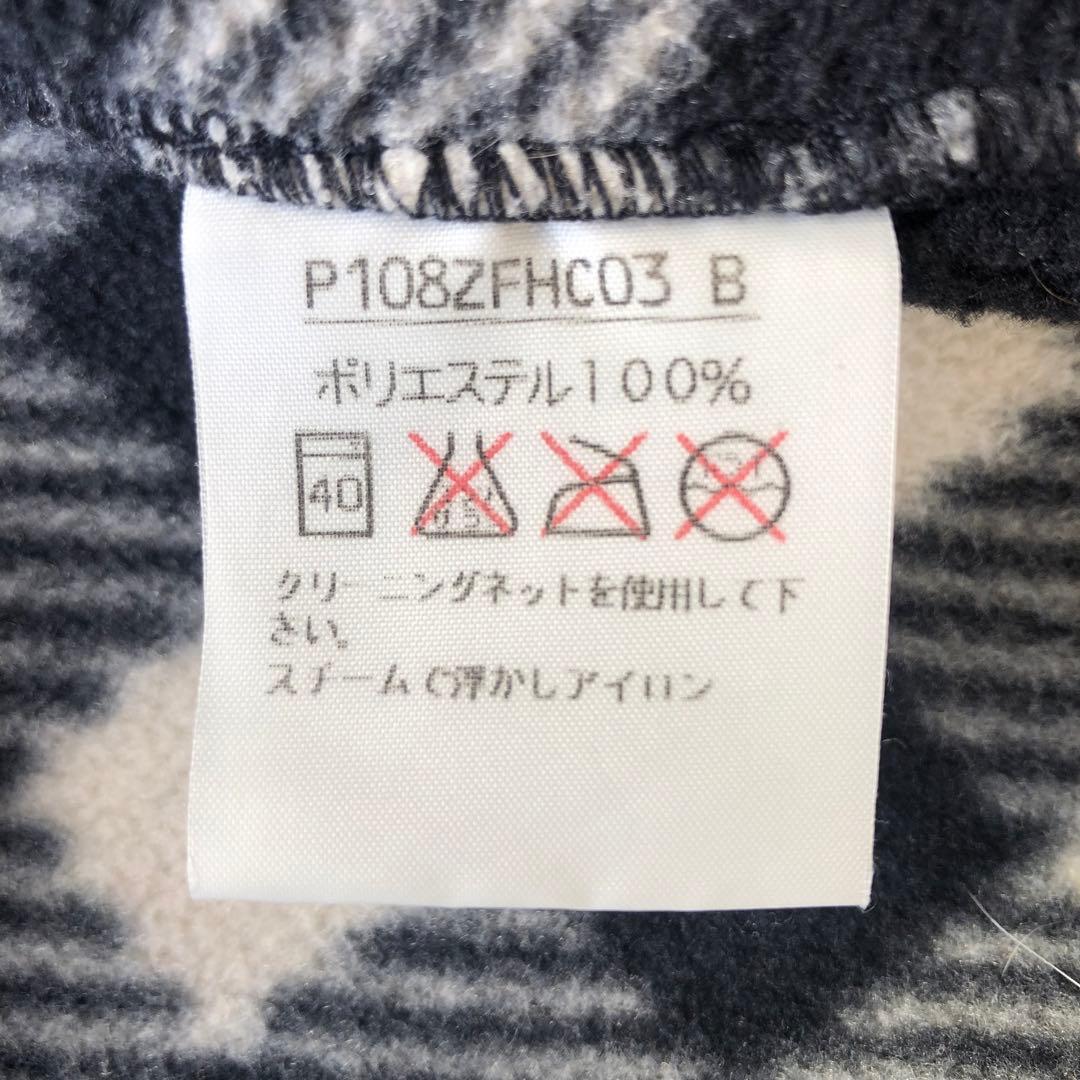 P108ZFHC03 B
ポリエステル100%
40
クリーニングネットを使用して下
さい。
スチームで浮かしアイロン